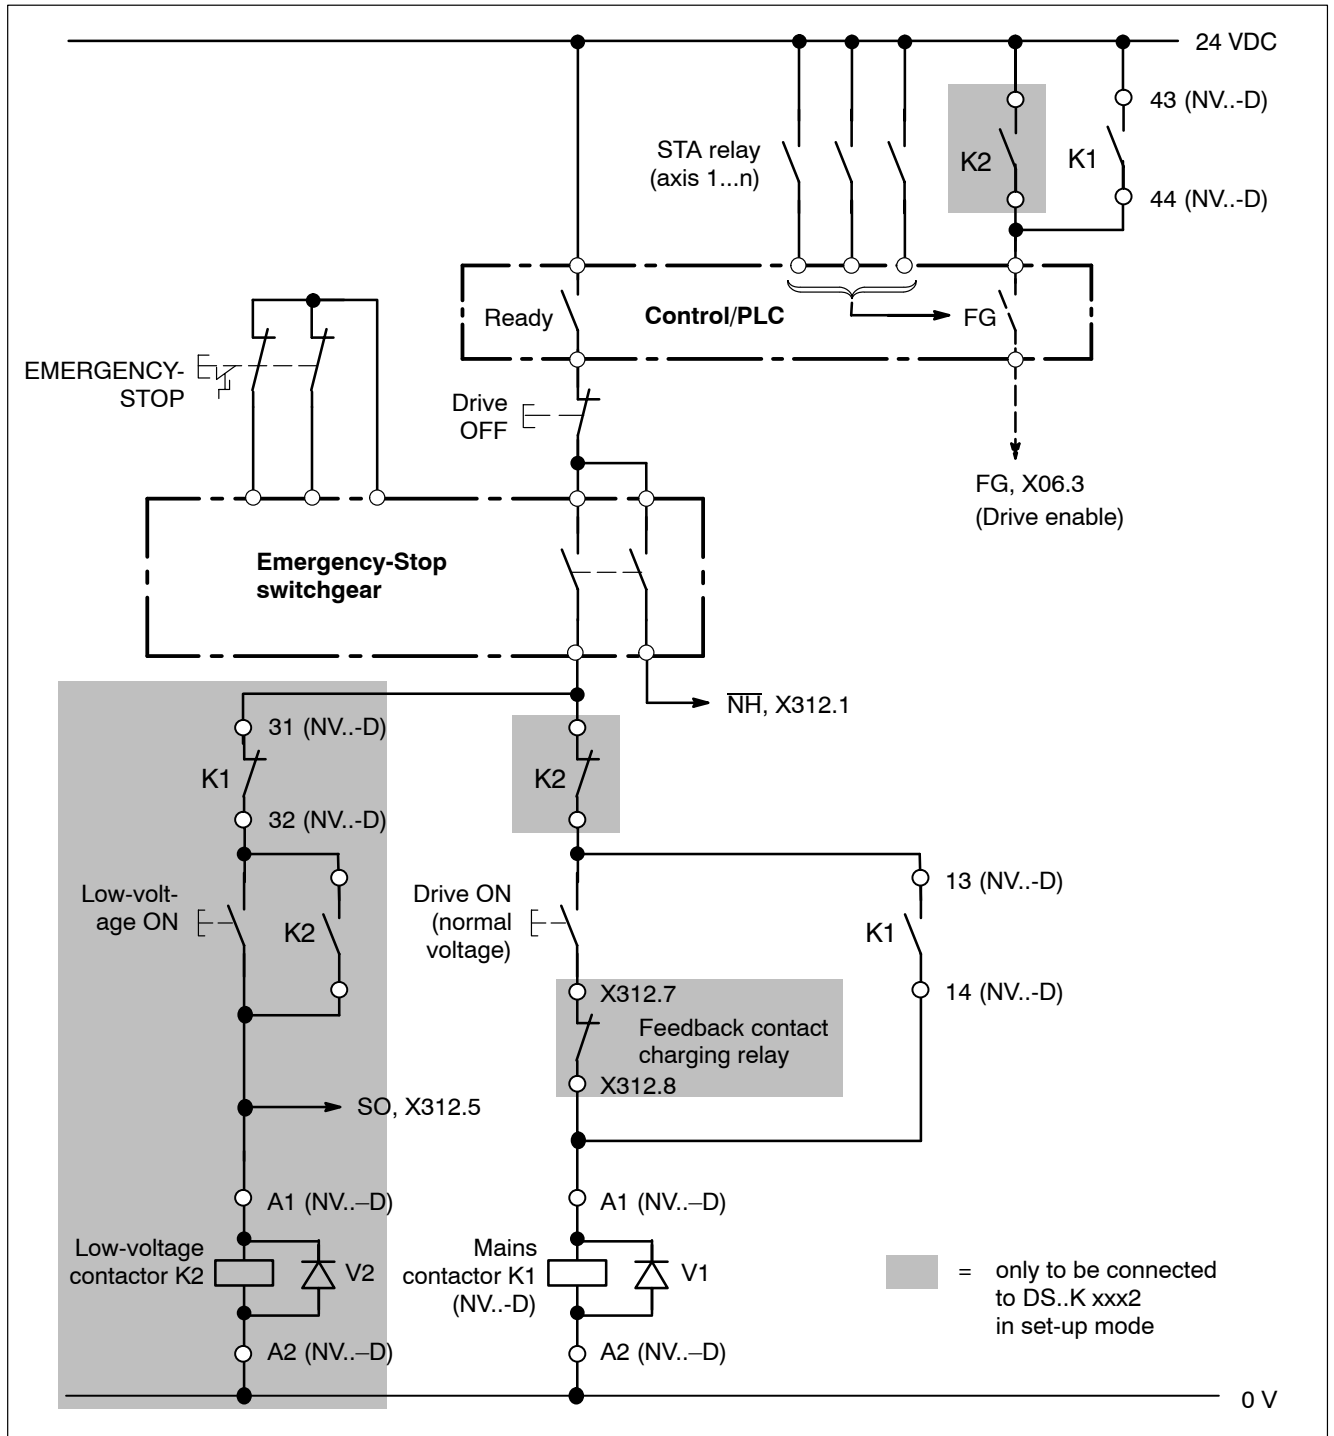 24 VDC
43 (NV..-D)
STA relay
(axis 1...n)
K2
K1
44 (NV..-D)
Ready
Control/PLC
FG
EMERGENCY-
STOP
Drive
OFF
FG, X06.3
(Drive enable)
Emergency-Stop
switchgear
NH, X312.1
31 (NV..-D)
K1
K2
32 (NV..-D)
Low-volt-
age ON
K2
Drive ON
(normal
voltage)
13 (NV..-D)
K1
14 (NV..-D)
X312.7
Feedback contact
charging relay
X312.8
SO, X312.5
A1 (NV..–D)
A1 (NV..–D)
Low-voltage
contactor K2
V2
Mains
contactor K1
(NV..-D)
V1
= only to be connected
to DS..K xxx2
in set-up mode
A2 (NV..–D)
A2 (NV..–D)
0 V